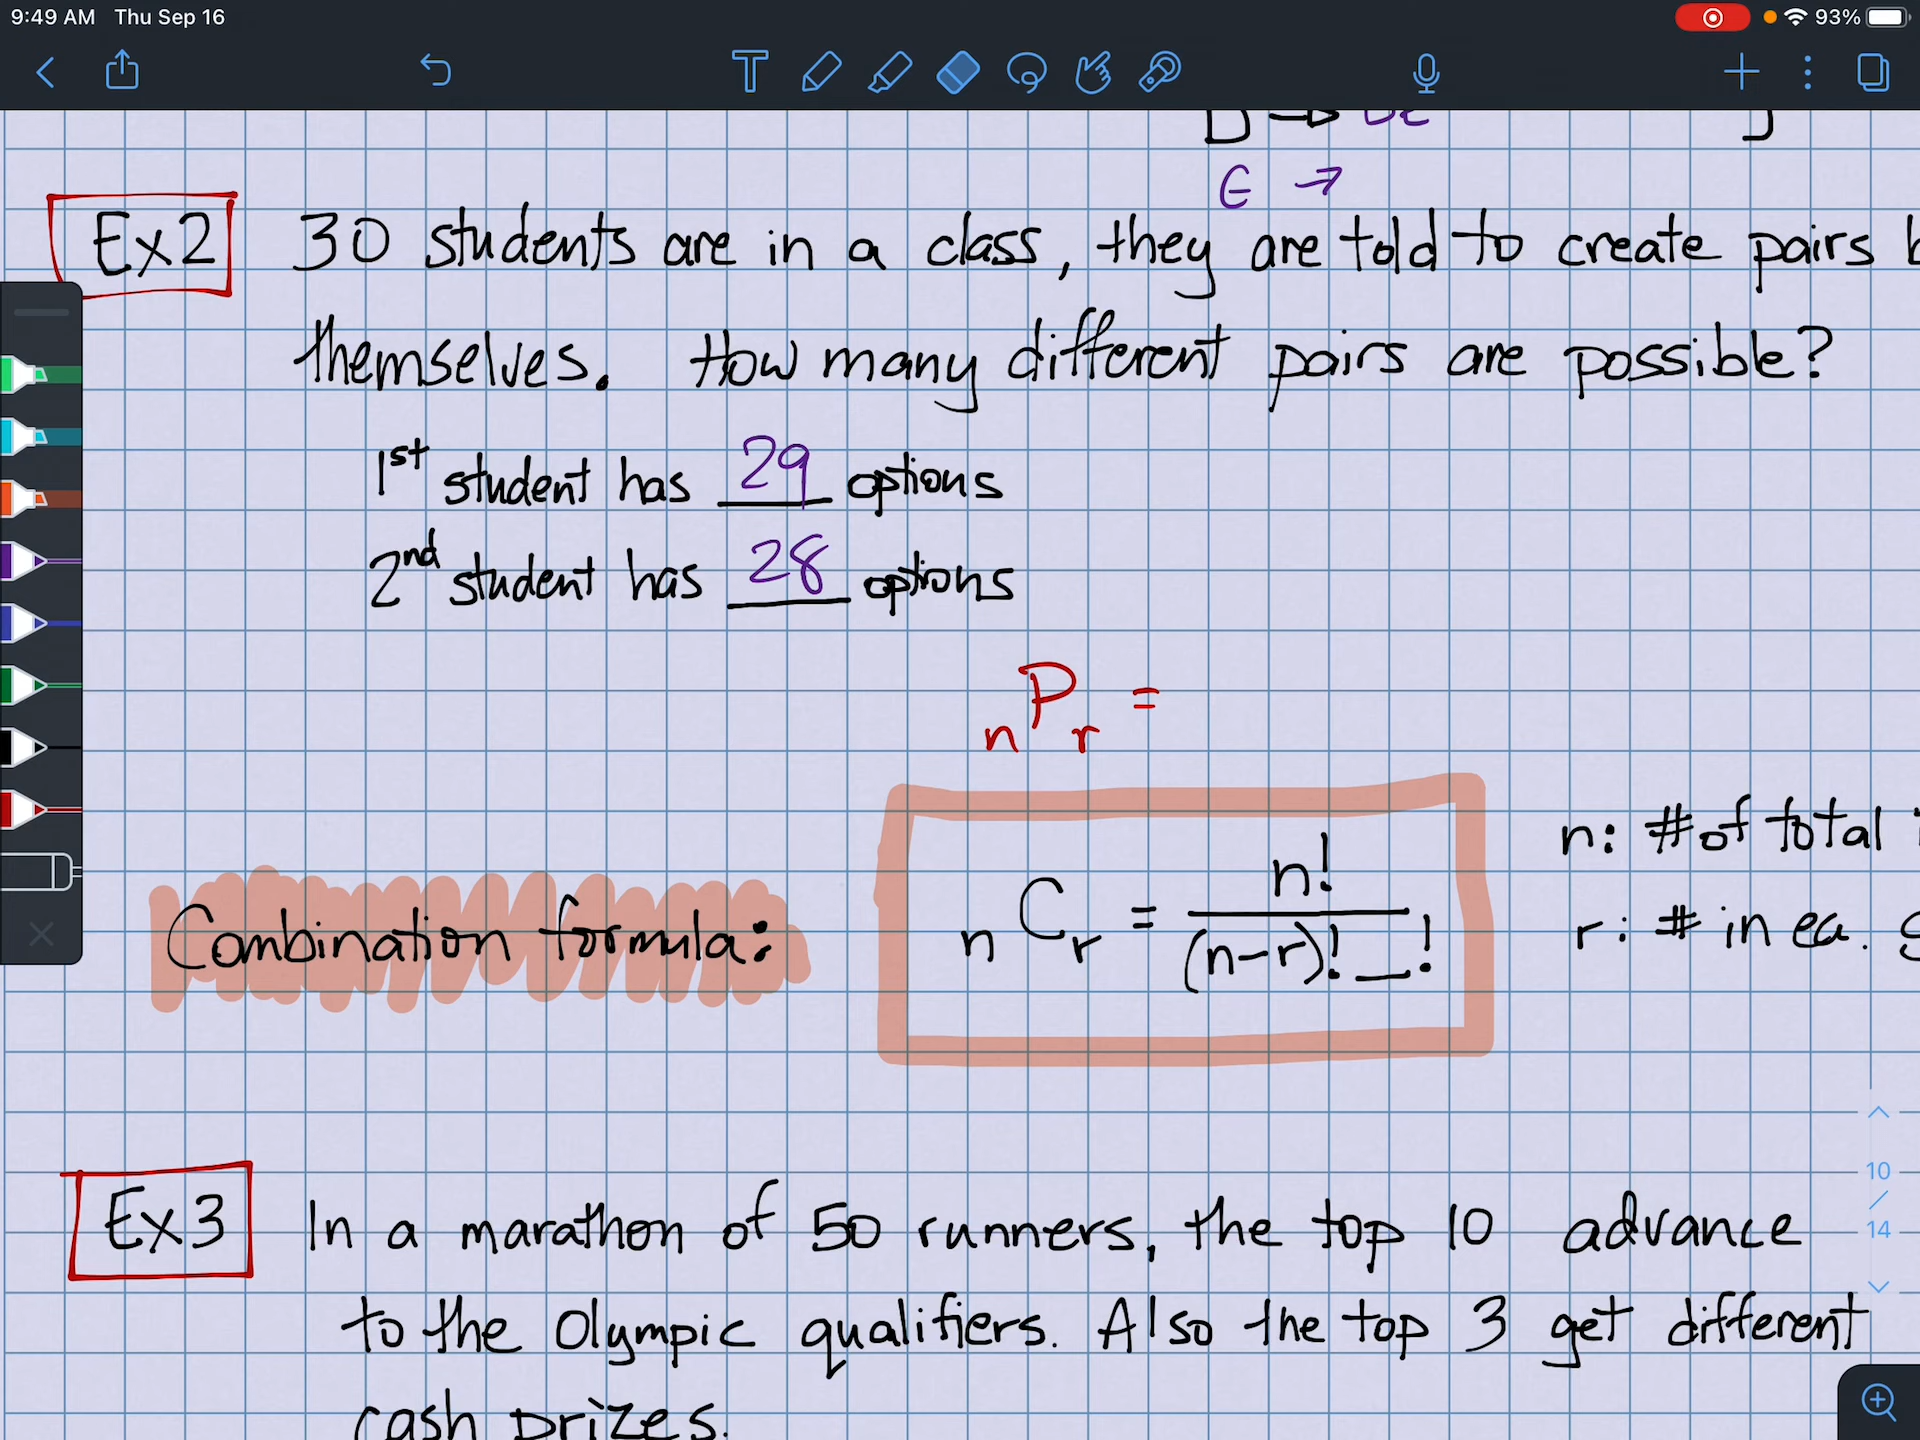 9:49 AM Thu Sep 16
93%
E →
Ex2 30 students are in a class, they are told to create pairs
themselves. How many different pairs are possible?
1st student has 29 options
2nd student has 28 options
nPr =
Combination formula: nCr = n! / (n-r)! _!
n: # of total
r: # in ea.
10
/
14
Ex3 In a marathon of 50 runners, the top 10 advance
to the Olympic qualifiers. Also the top 3 get different
cash prizes.